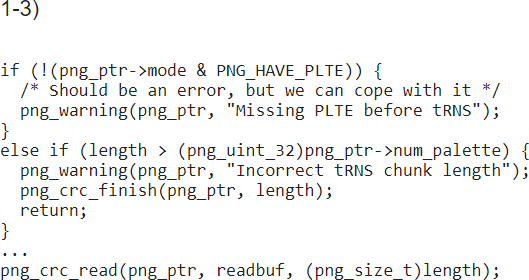 1-3)
if (!(png_ptr->mode & PNG_HAVE_PLTE)) {
  /* Should be an error, but we can cope with it */
  png_warning(png_ptr, "Missing PLTE before tRNS");
}
else if (length > (png_uint_32)png_ptr->num_palette) {
  png_warning(png_ptr, "Incorrect tRNS chunk length");
  png_crc_finish(png_ptr, length);
  return;
}
...
png_crc_read(png_ptr, readbuf, (png_size_t)length);